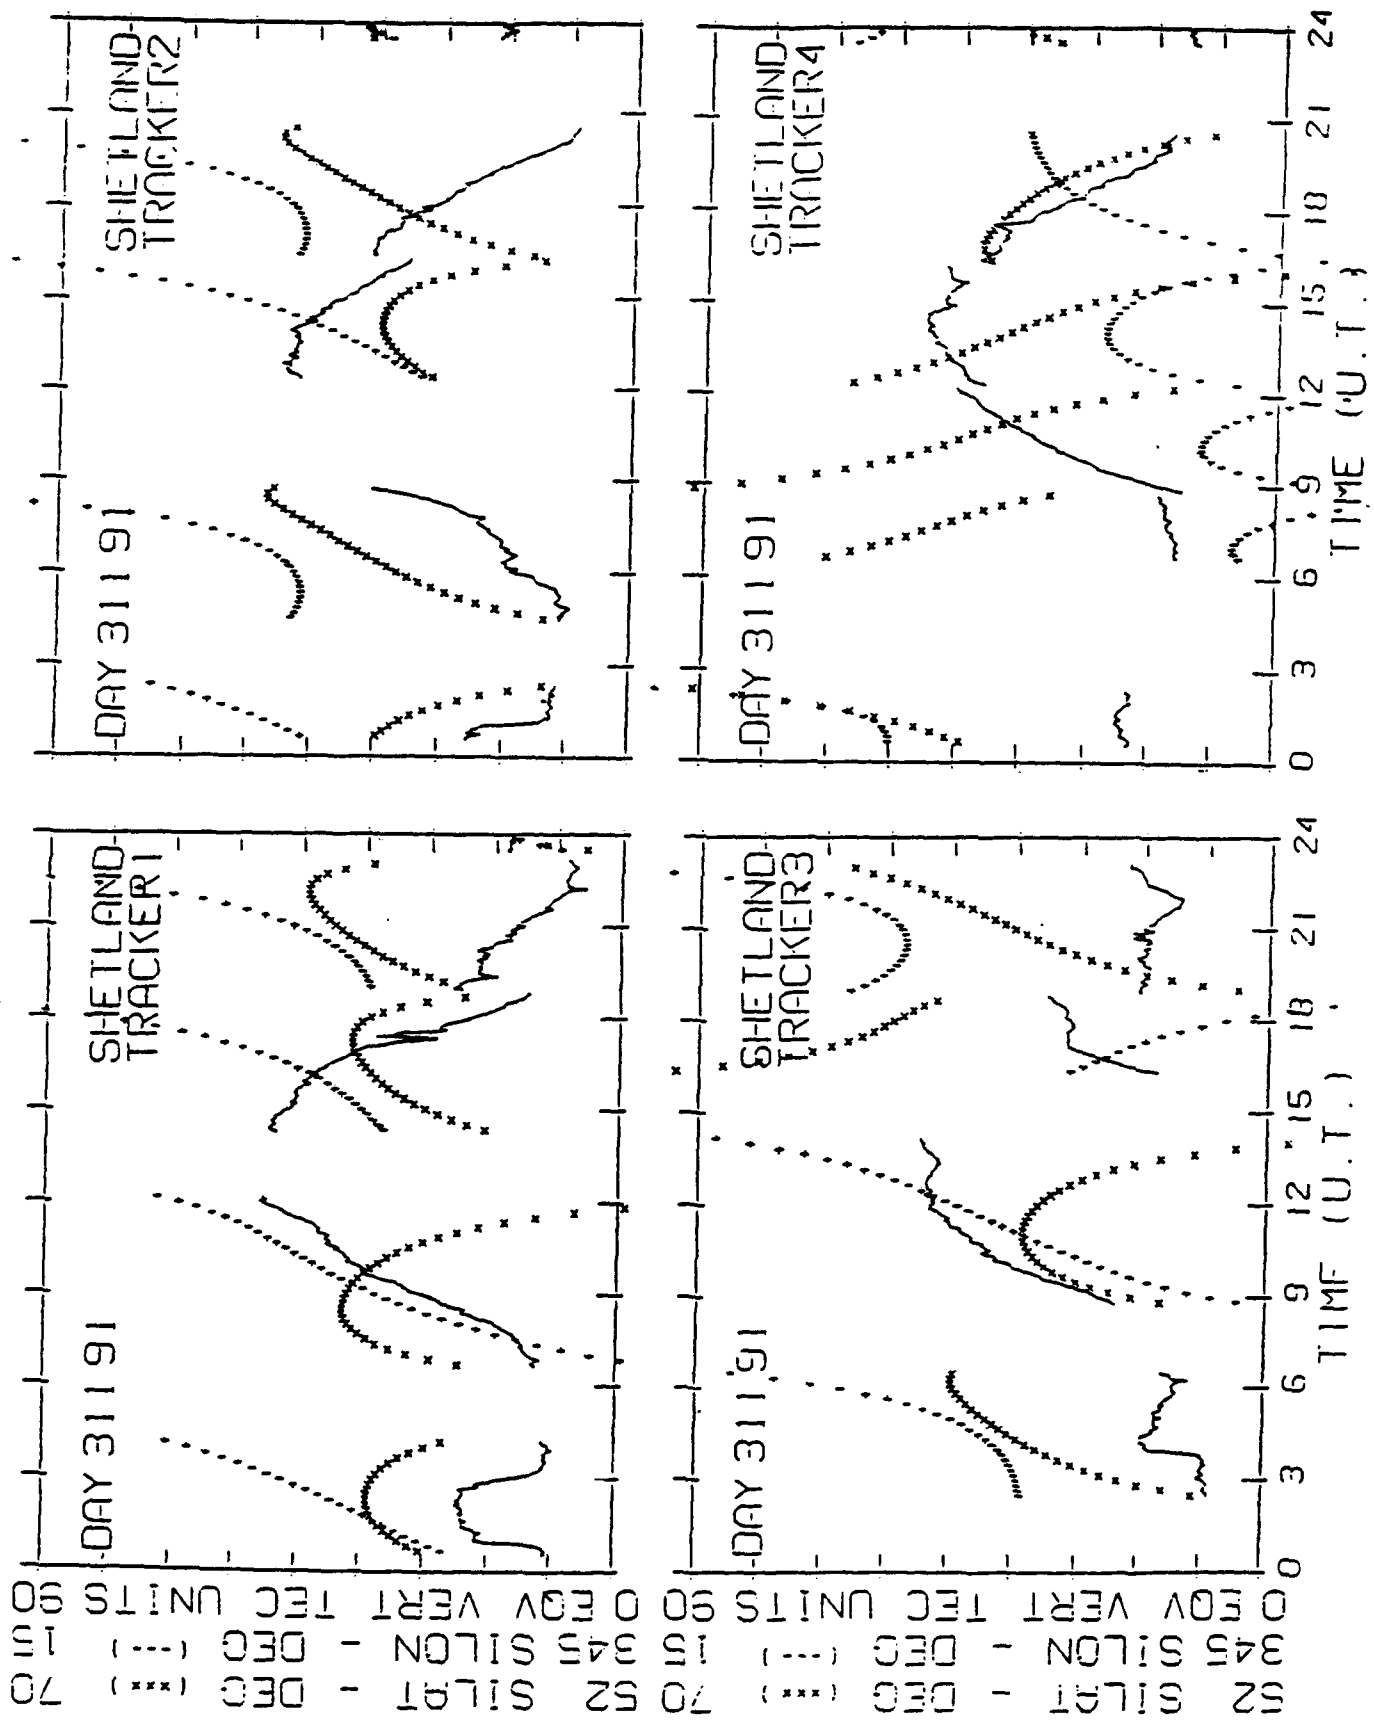 DAY 311 91
SHETLAND
TRACKER1
DAY 311 91
SHETLAND
TRACKER2
DAY 311 91
SHETLAND
TRACKER3
DAY 311 91
SHETLAND
TRACKER4
0 EQV VERT TEC UNITS 90
345 SILON - DEG (---) 15
52 SILAT - DEG (xxx) 70
0 EQV VERT TEC UNITS 90
345 SILON - DEG (---) 15
52 SILAT - DEG (xxx) 70
0 3 6 9 12 15 18 21 24
TIMF (U.T.)
0 3 6 9 12 15 18 21 24
TIME (U.T.)